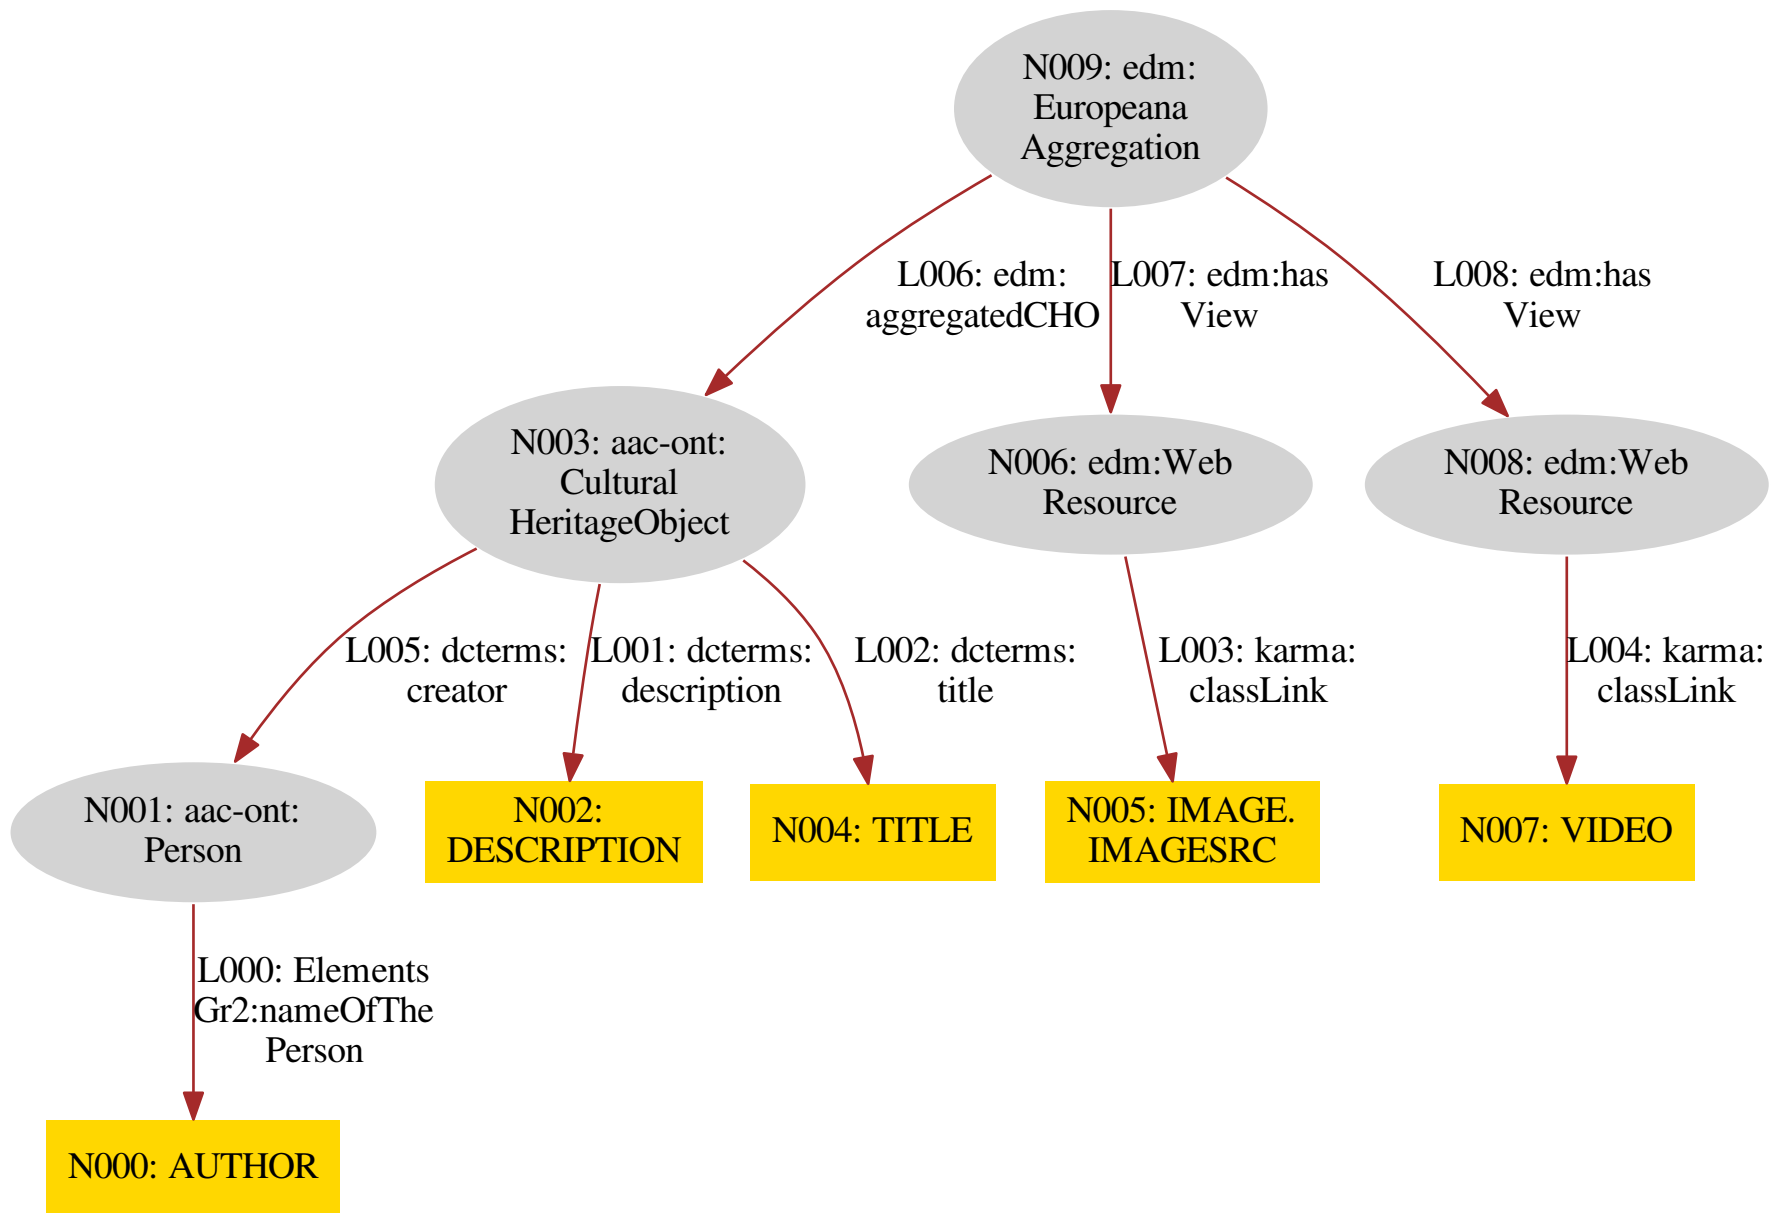 N009: edm:
Europeana
Aggregation
L006: edm:
aggregatedCHO
L007: edm:has
View
L008: edm:has
View
N003: aac-ont:
Cultural
HeritageObject
N006: edm:Web
Resource
N008: edm:Web
Resource
L005: dcterms:
creator
L001: dcterms:
description
L002: dcterms:
title
L003: karma:
classLink
L004: karma:
classLink
N001: aac-ont:
Person
N002:
DESCRIPTION
N004: TITLE
N005: IMAGE.
IMAGESRC
N007: VIDEO
L000: Elements
Gr2:nameOfThe
Person
N000: AUTHOR